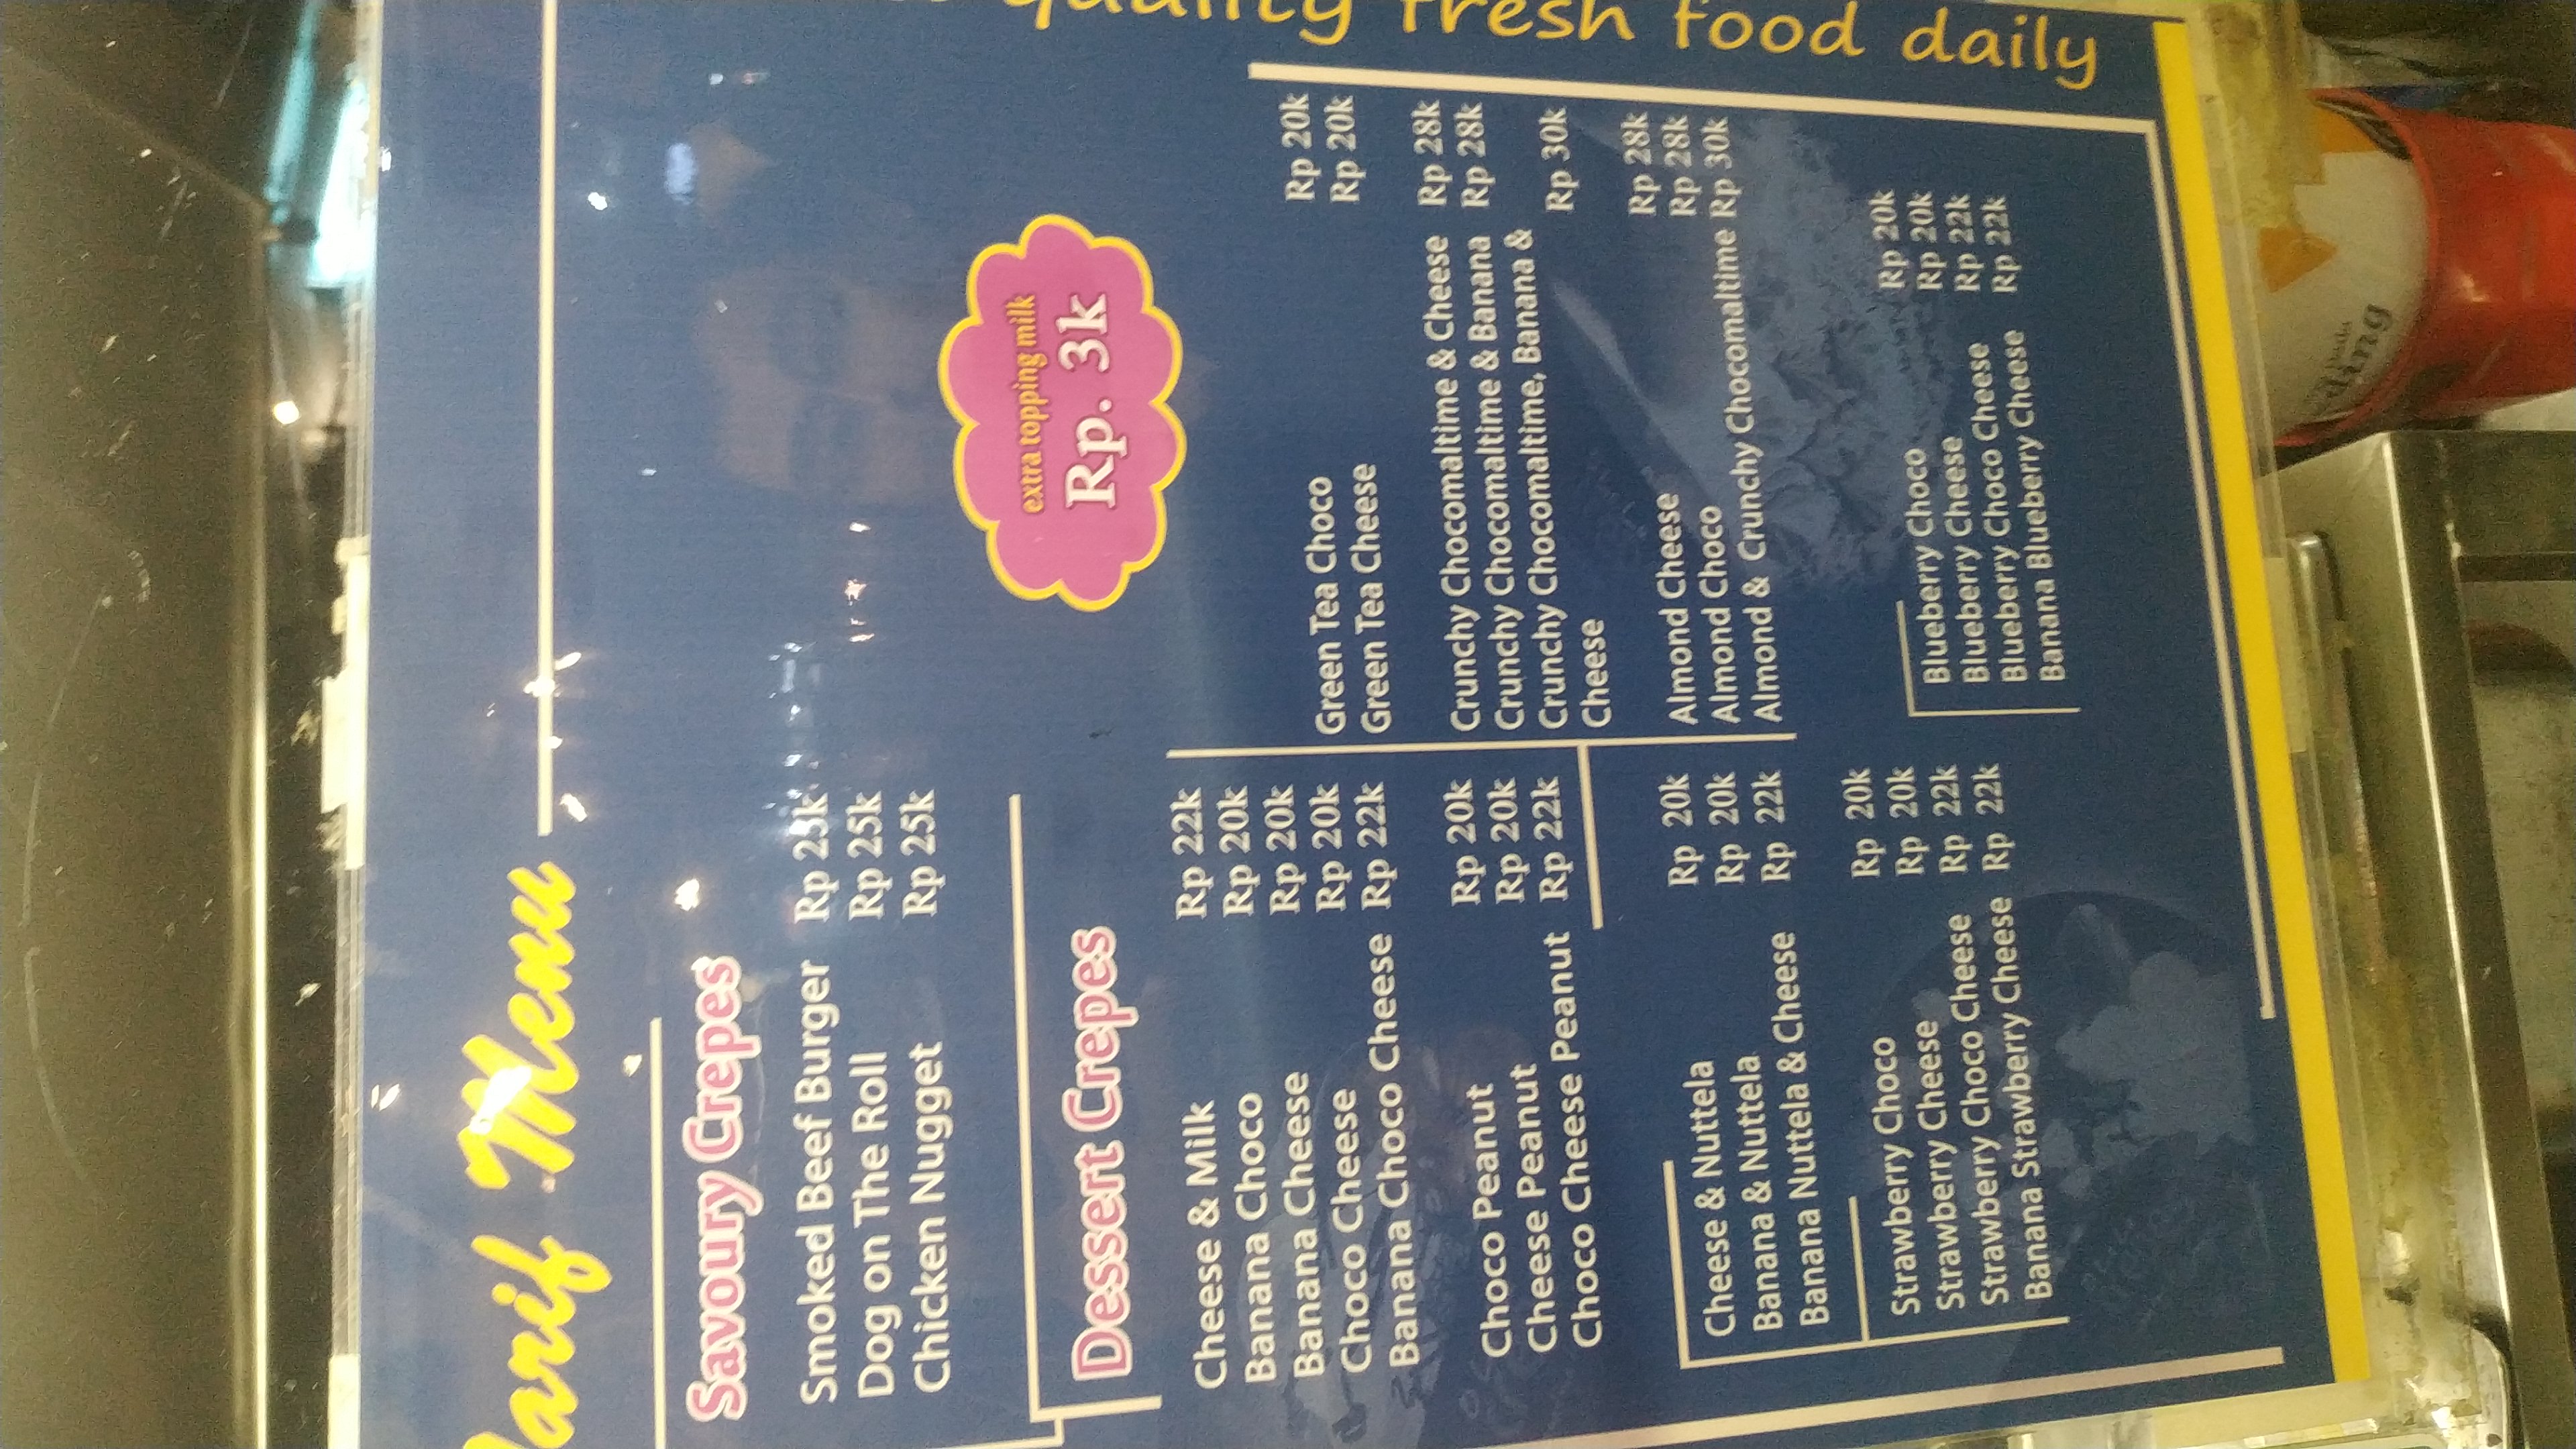 arif Menu
Savoury Crepes
Smoked Beef Burger Rp 25k
Dog on The Roll Rp 25k
Chicken Nugget Rp 25k
extra topping milk
Rp. 3k
Dessert Crepes
Cheese & Milk Rp 22k
Banana Choco Rp 20k
Banana Cheese Rp 20k
Choco Cheese Rp 20k
Banana Choco Cheese Rp 22k
Choco Peanut Rp 20k
Cheese Peanut Rp 20k
Choco Cheese Peanut Rp 22k
Cheese & Nuttela Rp 20k
Banana & Nuttela Rp 20k
Banana Nuttela & Cheese Rp 22k
Strawberry Choco Rp 20k
Strawberry Cheese Rp 20k
Strawberry Choco Cheese Rp 22k
Banana Strawberry Cheese Rp 22k
Green Tea Choco Rp 20k
Green Tea Cheese Rp 20k
Crunchy Chocomaltime & Cheese Rp 28k
Crunchy Chocomaltime & Banana Rp 28k
Crunchy Chocomaltime, Banana &
Cheese Rp 30k
Almond Cheese Rp 28k
Almond Choco Rp 28k
Almond & Crunchy Chocomaltime Rp 30k
Blueberry Choco Rp 20k
Blueberry Cheese Rp 20k
Blueberry Choco Cheese Rp 22k
Banana Blueberry Cheese Rp 22k
quality fresh food daily